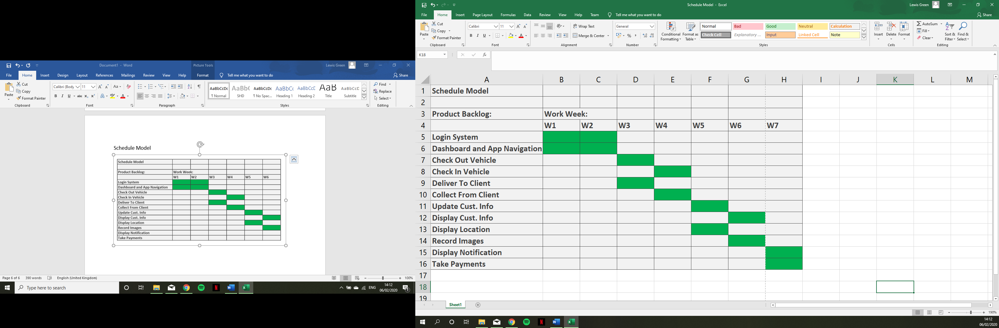 Document1 - Word
Picture Tools
Lewis Green
File Home Insert Design Layout References Mailings Review View Help Format Tell me what you want to do Share
Paste
Cut
Copy
Format Painter
Clipboard
Calibri (Body 11
Font
Paragraph
AaBbCcDc AaBbC AaBbCcDc AaBbCc AaBbCcD AaB AaBbCcD
¶ Normal SHD ¶ No Spac... Heading 1 Heading 2 Title Subtitle
Styles
Find
Replace
Select
Editing
Schedule Model
Schedule Model
Product Backlog: Work Week:
W1 W2 W3 W4 W5 W6
Login System
Dashboard and App Navigation
Check Out Vehicle
Check In Vehicle
Deliver To Client
Collect From Client
Update Cust. Info
Display Cust. Info
Display Location
Record Images
Display Notification
Take Payments
Page 6 of 6 390 words English (United Kingdom) 100%
Type here to search
ENG
14:12
06/02/2020
1
Schedule Model - Excel
Lewis Green
File Home Insert Page Layout Formulas Data Review View Help Team Tell me what you want to do Share
Paste
Cut
Copy
Format Painter
Clipboard
Calibri 11
B I U
Font
Wrap Text
Merge & Center
Alignment
General
Number
Conditional Formatting
Format as Table
Normal Bad Good Neutral Calculation
Check Cell Explanatory ... Input Linked Cell Note
Styles
Insert Delete Format
Cells
AutoSum
Fill
Clear
Sort & Filter
Find & Select
Editing
K18
fx
A B C D E F G H I J K L M
1 Schedule Model
2
3 Product Backlog: Work Week:
4 W1 W2 W3 W4 W5 W6 W7
5 Login System
6 Dashboard and App Navigation
7 Check Out Vehicle
8 Check In Vehicle
9 Deliver To Client
10 Collect From Client
11 Update Cust. Info
12 Display Cust. Info
13 Display Location
14 Record Images
15 Display Notification
16 Take Payments
17
18
19
Sheet1
190%
14:12
06/02/2020